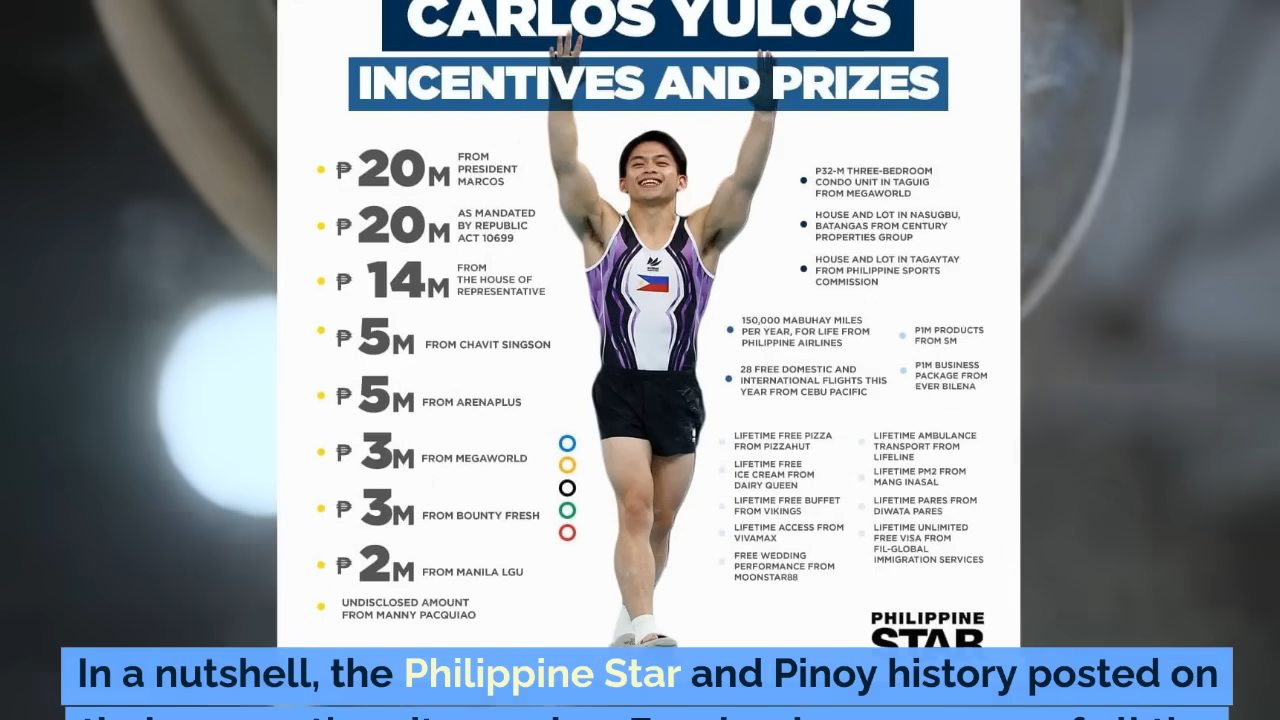 CARLOS YULO'S
INCENTIVES AND PRIZES
₱ 20M FROM
PRESIDENT
MARCOS
₱ 20M AS MANDATED
BY REPUBLIC
ACT 10699
₱ 14M FROM
THE HOUSE OF
REPRESENTATIVE
₱ 5M FROM CHAVIT SINGSON
₱ 5M FROM ARENAPLUS
₱ 3M FROM MEGAWORLD
₱ 3M FROM BOUNTY FRESH
₱ 2M FROM MANILA LGU
UNDISCLOSED AMOUNT
FROM MANNY PACQUIAO
P32-M THREE-BEDROOM
CONDO UNIT IN TAGUIG
FROM MEGAWORLD
HOUSE AND LOT IN NASUGBU,
BATANGAS FROM CENTURY
PROPERTIES GROUP
HOUSE AND LOT IN TAGAYTAY
FROM PHILIPPINE SPORTS
COMMISSION
150,000 MABUHAY MILES
PER YEAR, FOR LIFE FROM
PHILIPPINE AIRLINES
28 FREE DOMESTIC AND
INTERNATIONAL FLIGHTS THIS
YEAR FROM CEBU PACIFIC
P1M PRODUCTS
FROM SM
P1M BUSINESS
PACKAGE FROM
EVER BILENA
LIFETIME FREE PIZZA
FROM PIZZAHUT
LIFETIME FREE
ICE CREAM FROM
DAIRY QUEEN
LIFETIME FREE BUFFET
FROM VIKINGS
LIFETIME ACCESS FROM
VIVAMAX
FREE WEDDING
PERFORMANCE FROM
MOONSTAR88
LIFETIME AMBULANCE
TRANSPORT FROM
LIFELINE
LIFETIME PM2 FROM
MANG INASAL
LIFETIME PARES FROM
DIWATA PARES
LIFETIME UNLIMITED
FREE VISA FROM
FIL-GLOBAL
IMMIGRATION SERVICES
PHILIPPINE
STAR
In a nutshell, the Philippine Star and Pinoy history posted on